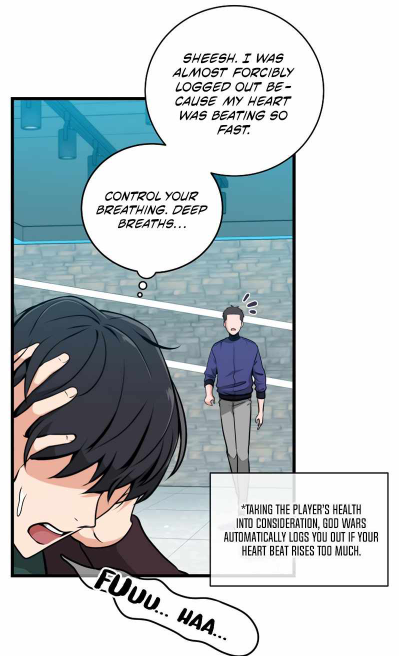 SHEESH. I WAS
ALMOST FORCIBLY
LOGGED OUT BE-
CAUSE MY HEART
WAS BEATING SO
FAST.
CONTROL YOUR
BREATHING. DEEP
BREATHS...
*TAKING THE PLAYER'S HEALTH
INTO CONSIDERATION, GOD WARS
AUTOMATICALLY LOGS YOU OUT IF YOUR
HEART BEAT RISES TOO MUCH.
FUUU... HAA...